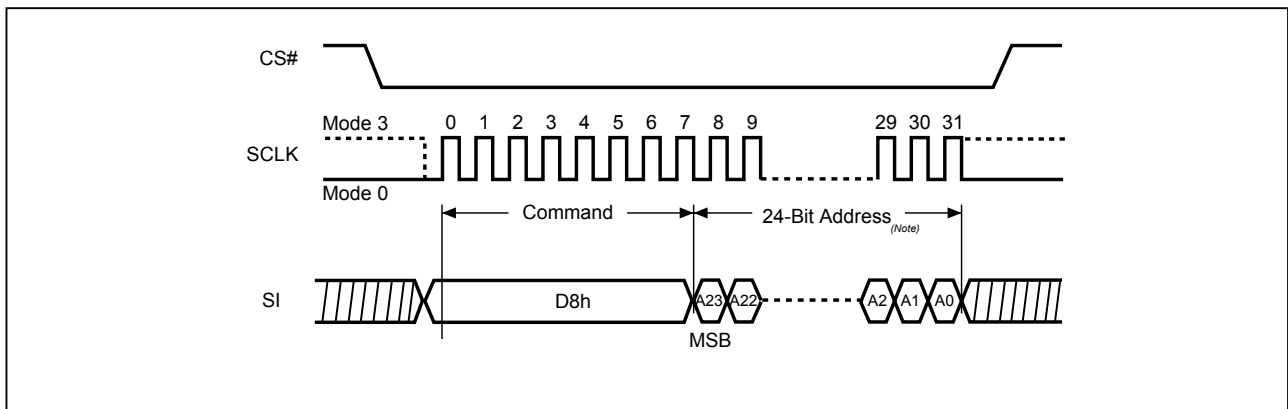 CS#
Mode 3
0 1 2 3 4 5 6 7 8 9 29 30 31
SCLK
Mode 0
Command
24-Bit Address (Note)
SI
D8h
A23 A22 A2 A1 A0
MSB